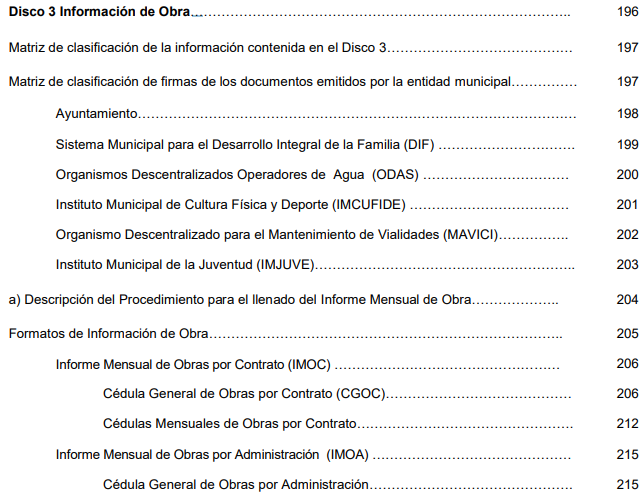 Disco 3 Información de Obra…………………………………………………………….. 196
Matriz de clasificación de la información contenida en el Disco 3…………………………………… 197
Matriz de clasificación de firmas de los documentos emitidos por la entidad municipal…………… 197
Ayuntamiento…………………………………………………………………………………… 198
Sistema Municipal para el Desarrollo Integral de la Familia (DIF) …………………………. 199
Organismos Descentralizados Operadores de Agua (ODAS) …………………………… 200
Instituto Municipal de Cultura Física y Deporte (IMCUFIDE) ……………………………… 201
Organismo Descentralizado para el Mantenimiento de Vialidades (MAVICI)……………. 202
Instituto Municipal de la Juventud (IMJUVE)………………………………………………….. 203
a) Descripción del Procedimiento para el llenado del Informe Mensual de Obra……………….. 204
Formatos de Información de Obra…………………………………………………………………….. 205
Informe Mensual de Obras por Contrato (IMOC) …………………………………………… 206
Cédula General de Obras por Contrato (CGOC)…………………………………… 206
Cédulas Mensuales de Obras por Contrato…………………………………………. 212
Informe Mensual de Obras por Administración (IMOA) ……………………………………… 215
Cédula General de Obras por Administración……………………………………… 215